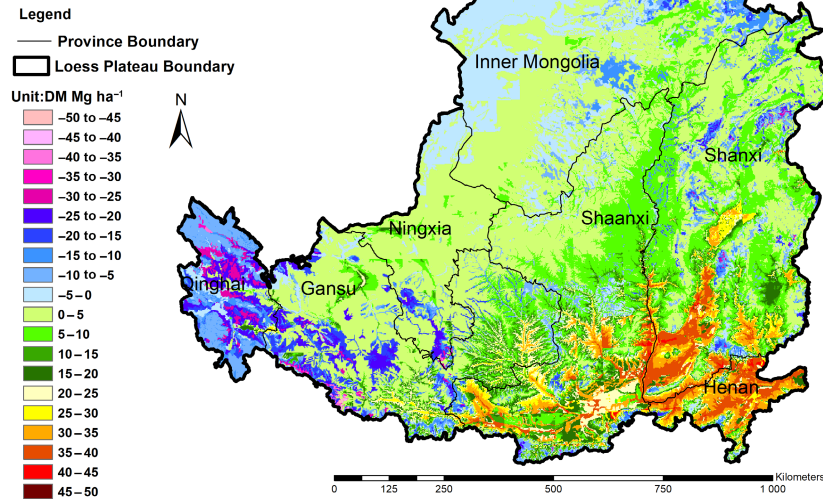 Legend
Province Boundary
Loess Plateau Boundary
Unit:DM Mg ha⁻¹
–50 to –45
–45 to –40
–40 to –35
–35 to –30
–30 to –25
–25 to –20
–20 to –15
–15 to –10
–10 to –5
–5 – 0
0 – 5
5 – 10
10 – 15
15 – 20
20 – 25
25 – 30
30 – 35
35 – 40
40 – 45
45 – 50
N
Inner Mongolia
Shanxi
Shaanxi
Ningxia
Qinghai
Gansu
Henan
Kilometers
0 125 250 500 750 1 000